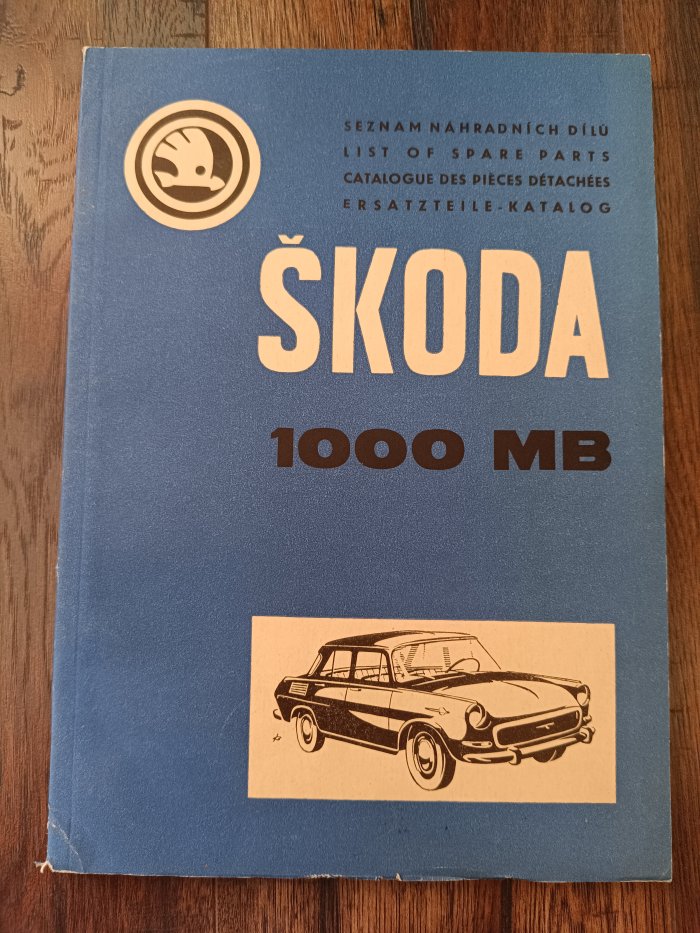 SEZNAM NÁHRADNÍCH DÍLŮ
LIST OF SPARE PARTS
CATALOGUE DES PIÈCES DÉTACHÉES
ERSATZTEILE-KATALOG
ŠKODA
1000 MB